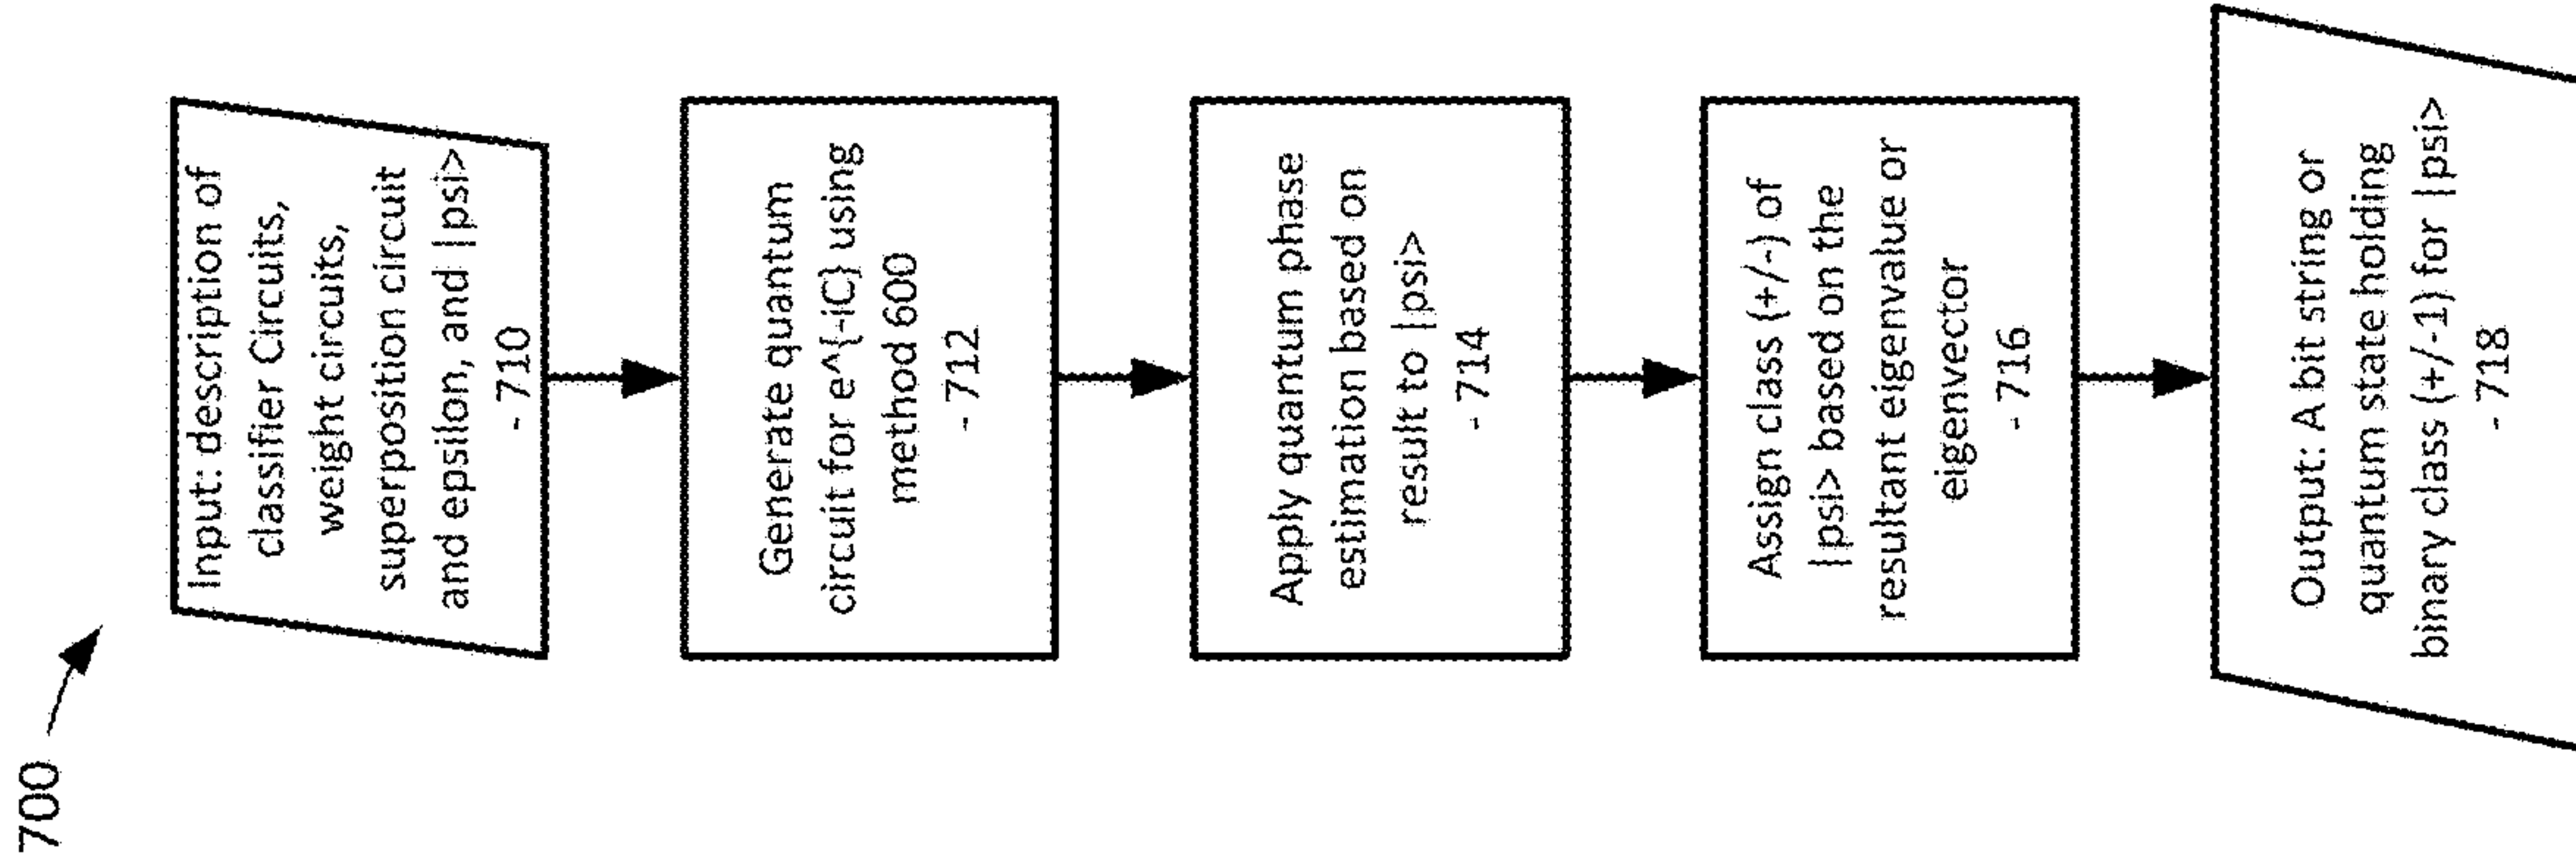 700
Input: description of
classifier Circuits,
weight circuits,
superposition circuit
and epsilon, and |psi>
- 710
Generate quantum
circuit for e^{-iC} using
method 600
- 712
Apply quantum phase
estimation based on
result to |psi>
- 714
Assign class (+/-) of
|psi> based on the
resultant eigenvalue or
eigenvector
- 716
Output: A bit string or
quantum state holding
binary class (+/-1) for |psi>
- 718